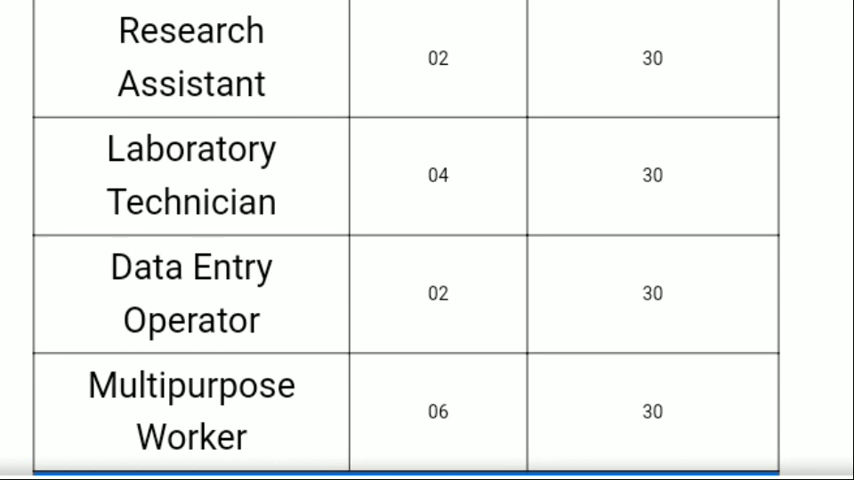 Research
Assistant
02
30
Laboratory
Technician
04
30
Data Entry
Operator
02
30
Multipurpose
Worker
06
30